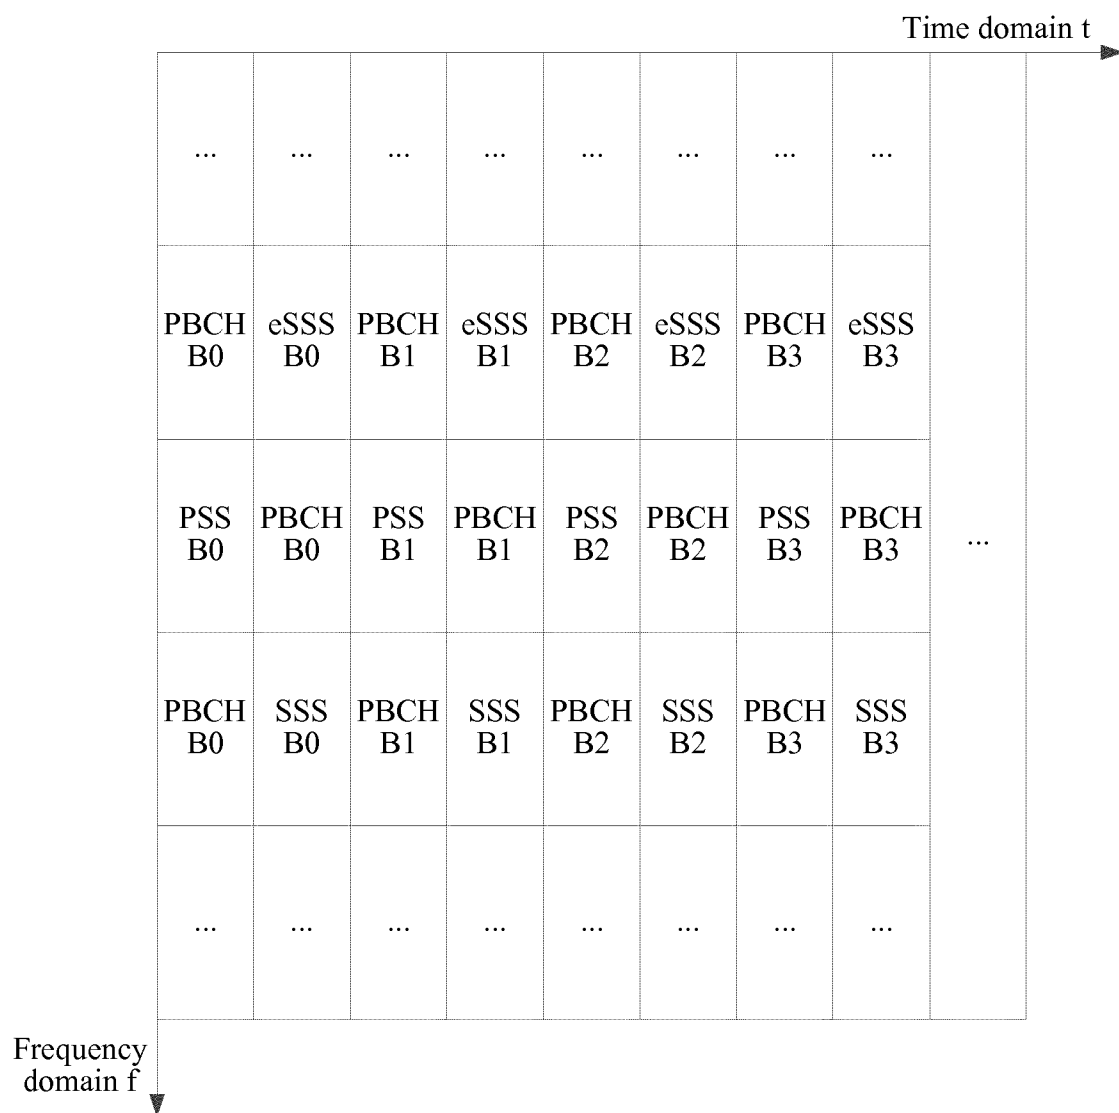 Time domain t
... ... ... ... ... ... ... ...
PBCH eSSS PBCH eSSS PBCH eSSS PBCH eSSS
B0 B0 B1 B1 B2 B2 B3 B3
PSS PBCH PSS PBCH PSS PBCH PSS PBCH
B0 B0 B1 B1 B2 B2 B3 B3 ...
PBCH SSS PBCH SSS PBCH SSS PBCH SSS
B0 B0 B1 B1 B2 B2 B3 B3
... ... ... ... ... ... ... ...
Frequency
domain f